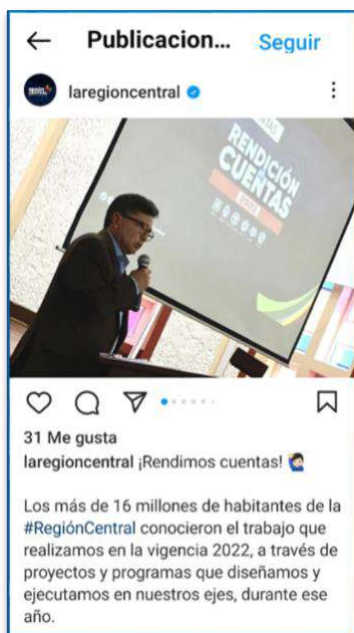 Publicacion... Seguir
laregioncentral
RENDICIÓN
CUENTAS
31 Me gusta
laregioncentral ¡Rendimos cuentas! 🙋🏻‍♂️
Los más de 16 millones de habitantes de la
#RegiónCentral conocieron el trabajo que
realizamos en la vigencia 2022, a través de
proyectos y programas que diseñamos y
ejecutamos en nuestros ejes, durante ese
año.